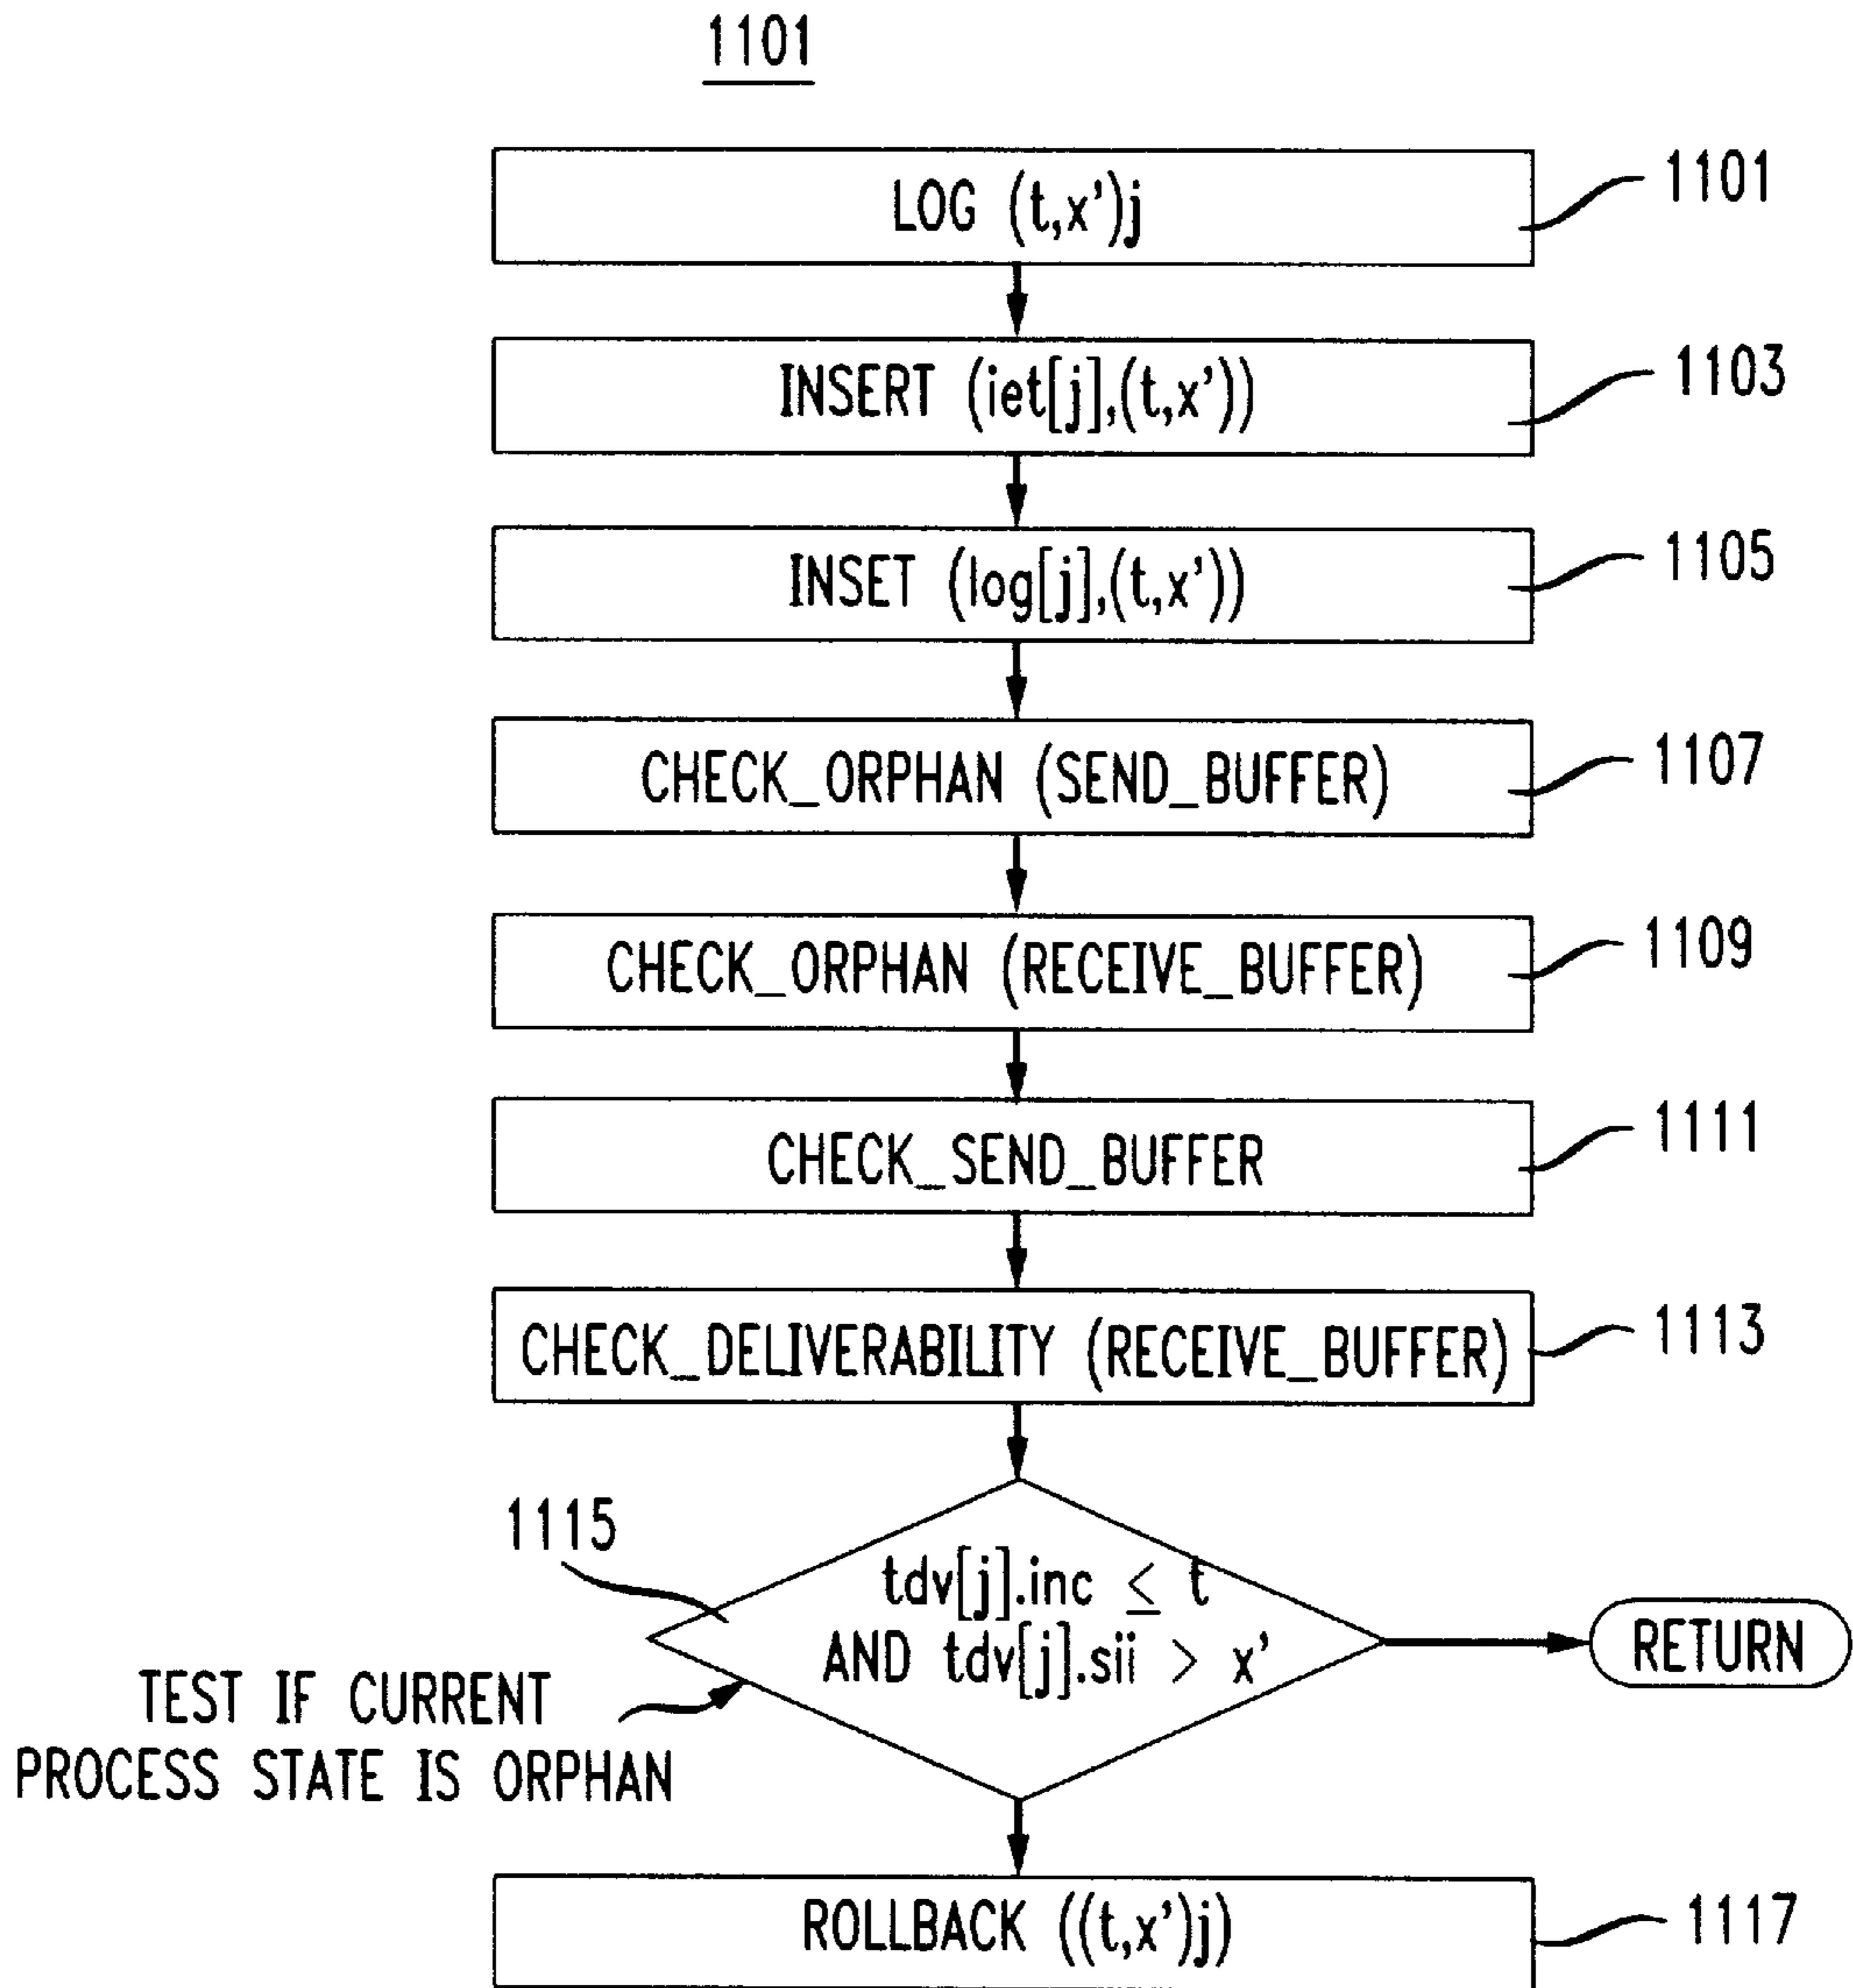 1101
LOG (t,x')j
1101
INSERT (iet[j],(t,x'))
1103
INSET (log[j],(t,x'))
1105
CHECK_ORPHAN (SEND_BUFFER)
1107
CHECK_ORPHAN (RECEIVE_BUFFER)
1109
CHECK_SEND_BUFFER
1111
CHECK_DELIVERABILITY (RECEIVE_BUFFER)
1113
1115
tdv[j].inc ≤ t
AND tdv[j].sii > x'
RETURN
TEST IF CURRENT
PROCESS STATE IS ORPHAN
ROLLBACK ((t,x')j)
1117